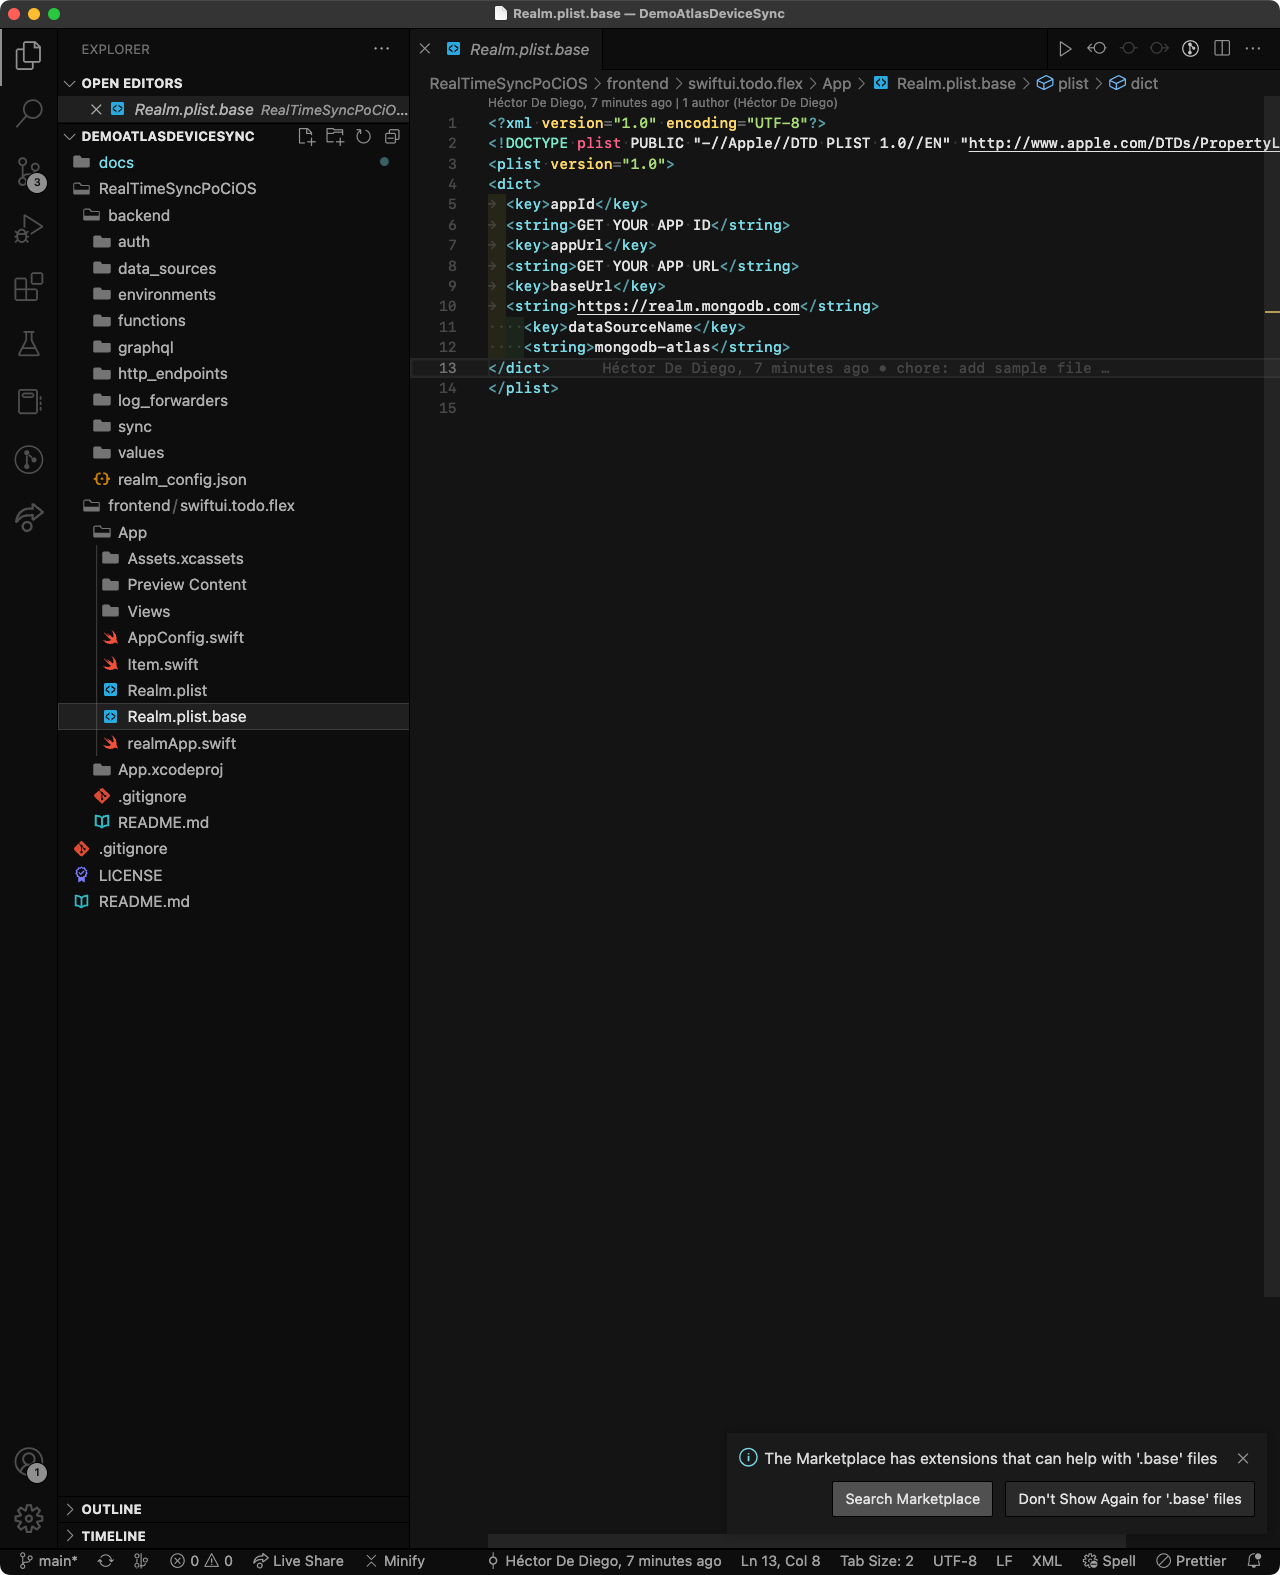 Realm.plist.base — DemoAtlasDeviceSync
EXPLORER
Realm.plist.base
OPEN EDITORS
Realm.plist.base RealTimeSyncPoCiO...
DEMOATLASDEVICESYNC
docs
RealTimeSyncPoCiOS
backend
auth
data_sources
environments
functions
graphql
http_endpoints
log_forwarders
sync
values
realm_config.json
frontend/swiftui.todo.flex
App
Assets.xcassets
Preview Content
Views
AppConfig.swift
Item.swift
Realm.plist
Realm.plist.base
realmApp.swift
App.xcodeproj
.gitignore
README.md
.gitignore
LICENSE
README.md
OUTLINE
TIMELINE
3
1
RealTimeSyncPoCiOS > frontend > swiftui.todo.flex > App > Realm.plist.base > plist > dict
Héctor De Diego, 7 minutes ago | 1 author (Héctor De Diego)
1 <?xml version="1.0" encoding="UTF-8"?>
2 <!DOCTYPE plist PUBLIC "-//Apple//DTD PLIST 1.0//EN" "http://www.apple.com/DTDs/PropertyL
3 <plist version="1.0">
4 <dict>
5 <key>appId</key>
6 <string>GET YOUR APP ID</string>
7 <key>appUrl</key>
8 <string>GET YOUR APP URL</string>
9 <key>baseUrl</key>
10 <string>https://realm.mongodb.com</string>
11 <key>dataSourceName</key>
12 <string>mongodb-atlas</string>
13 </dict> Héctor De Diego, 7 minutes ago • chore: add sample file …
14 </plist>
15
The Marketplace has extensions that can help with '.base' files
Search Marketplace Don't Show Again for '.base' files
main* 0 0 Live Share Minify Héctor De Diego, 7 minutes ago Ln 13, Col 8 Tab Size: 2 UTF-8 LF XML Spell Prettier